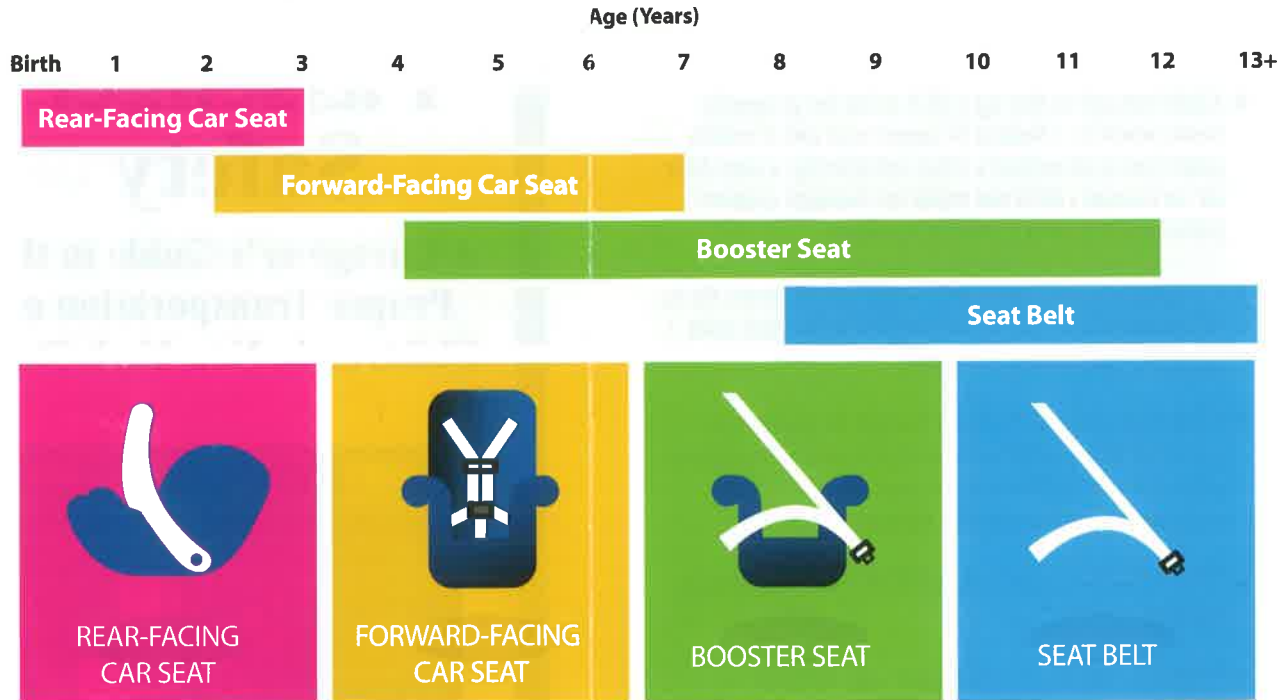 Age (Years)
Birth 1 2 3 4 5 6 7 8 9 10 11 12 13+
Rear-Facing Car Seat
Forward-Facing Car Seat
Booster Seat
Seat Belt
REAR-FACING
CAR SEAT
FORWARD-FACING
CAR SEAT
BOOSTER SEAT
SEAT BELT